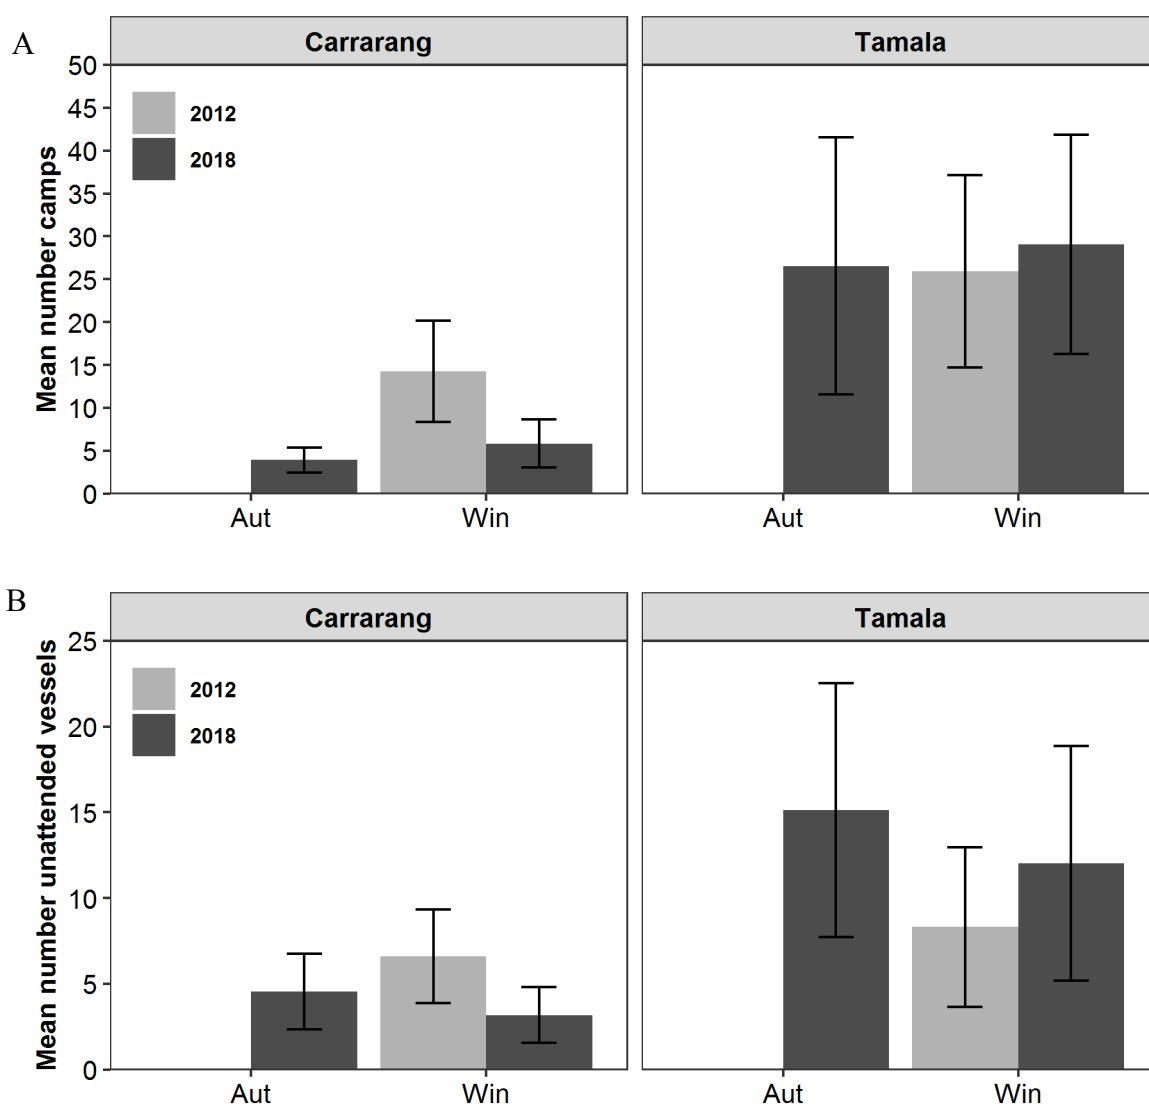 A
Carrarang
Tamala
Mean number camps
50
45
40
35
30
25
20
15
10
5
0
2012
2018
Aut
Win
Aut
Win
B
Carrarang
Tamala
Mean number unattended vessels
25
20
15
10
5
0
2012
2018
Aut
Win
Aut
Win